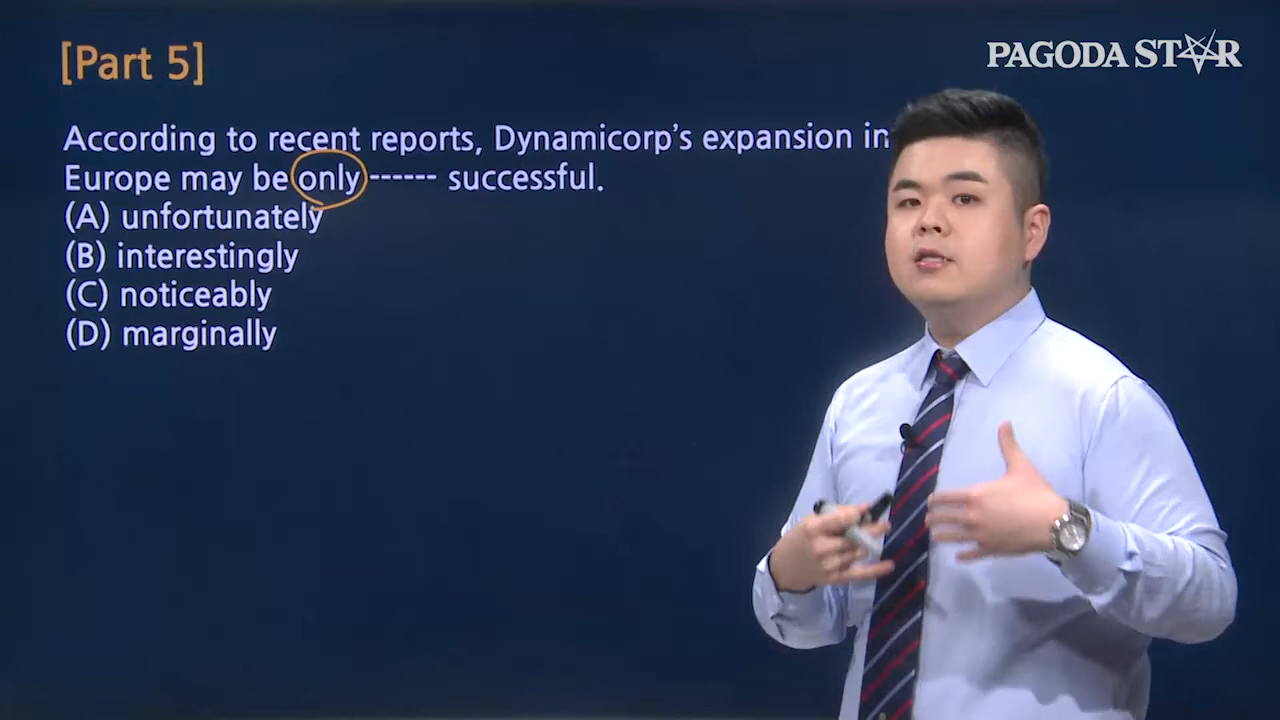 [Part 5]
PAGODA STAR
According to recent reports, Dynamicorp's expansion in
Europe may be only ------ successful.
(A) unfortunately
(B) interestingly
(C) noticeably
(D) marginally